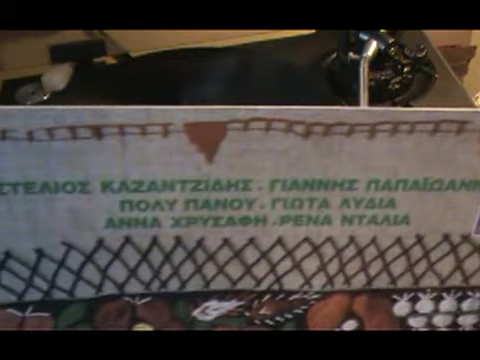 ΣΤΕΛΙΟΣ ΚΑΖΑΝΤΖΙΔΗΣ . ΓΙΑΝΝΗΣ ΠΑΠΑΪΩΑΝΝ
ΠΟΛΥ ΠΑΝΟΥ . ΓΙΩΤΑ ΛΥΔΙΑ
ΑΝΝΑ ΧΡΥΣΑΦΗ . ΡΕΝΑ ΝΤΑΛΙΑ